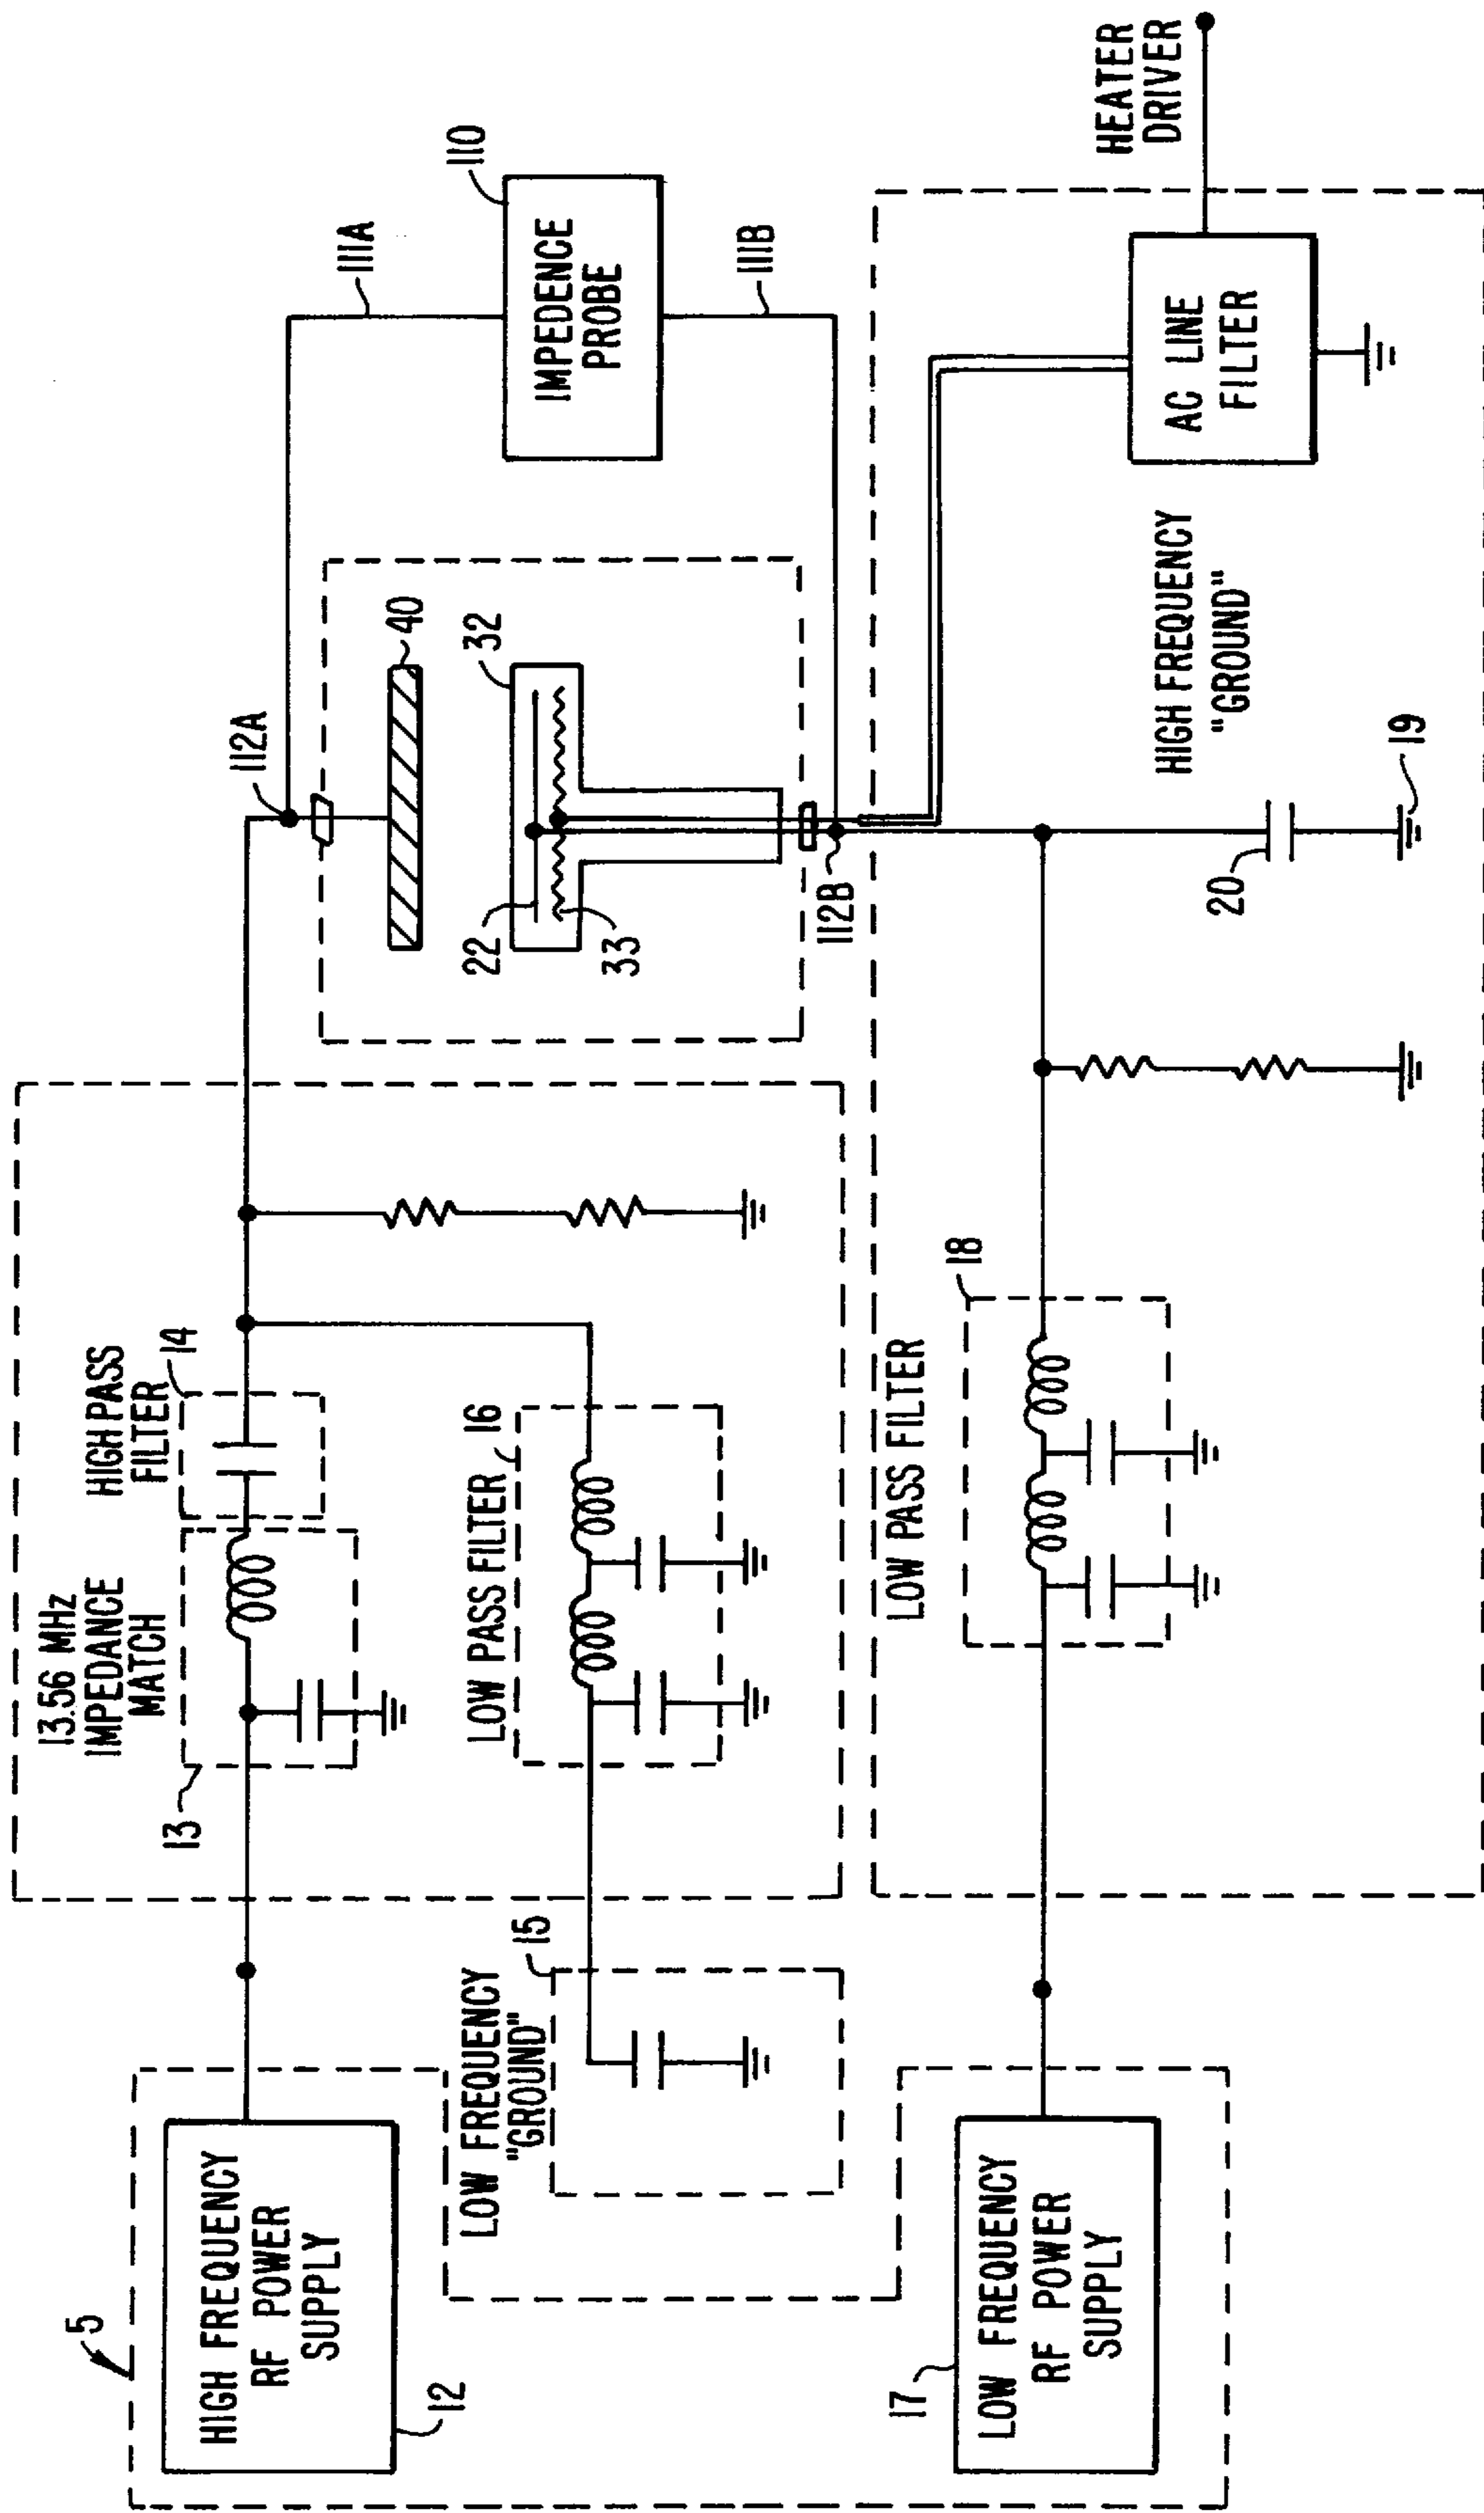 5
HIGH FREQUENCY
RF POWER
SUPPLY
12
13.56 MHz
IMPEDANCE
MATCH
13
HIGH PASS
FILTER
14
LOW FREQUENCY
"GROUND"
15
LOW PASS FILTER
16
112A
40
22
32
33
112B
111A
110
IMPEDENCE
PROBE
111B
17
LOW FREQUENCY
RF POWER
SUPPLY
LOW PASS FILTER
18
20
19
HIGH FREQUENCY
"GROUND"
AC LINE
FILTER
HEATER
DRIVER